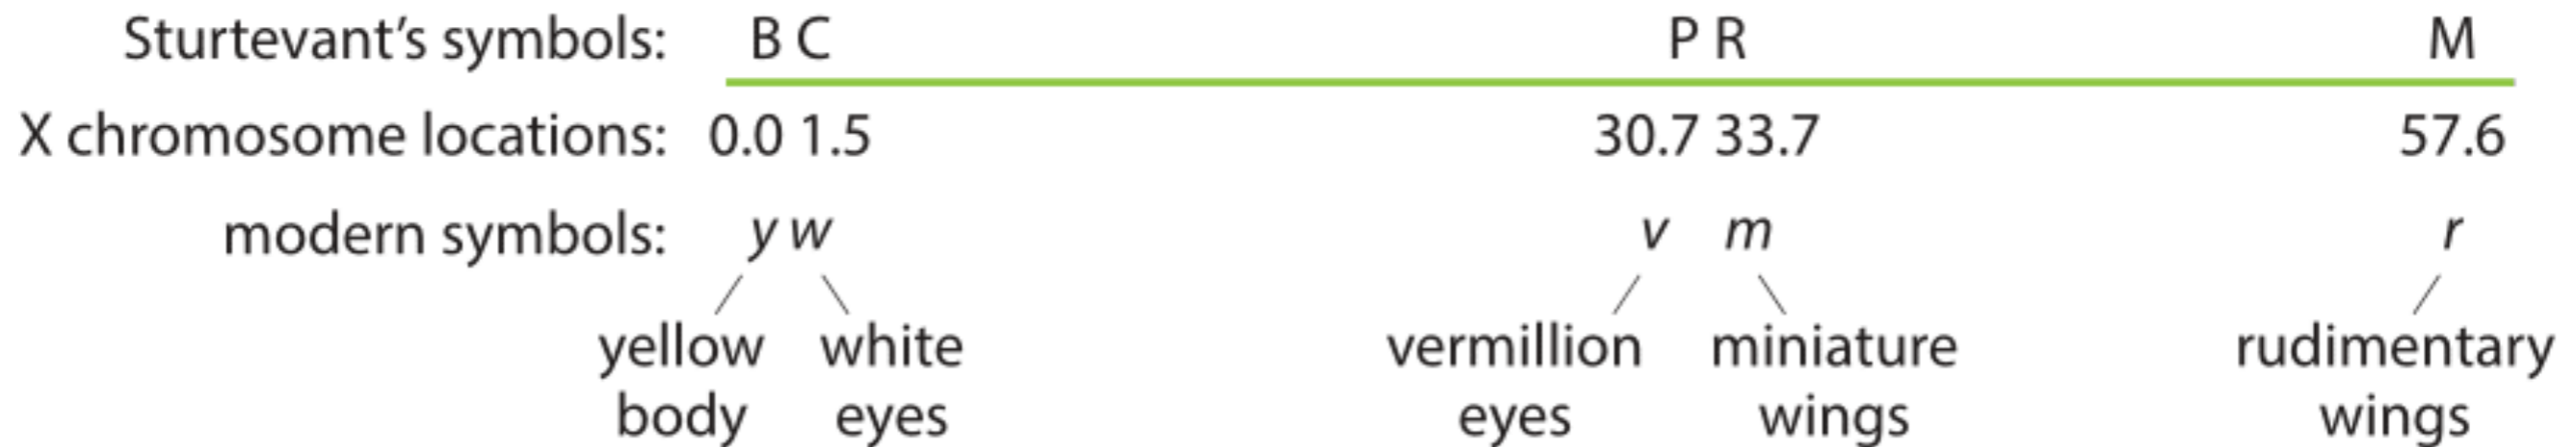 Sturtevant's symbols: B C P R M
X chromosome locations: 0.0 1.5 30.7 33.7 57.6
modern symbols: y w v m r
yellow white vermillion miniature rudimentary
body eyes eyes wings wings